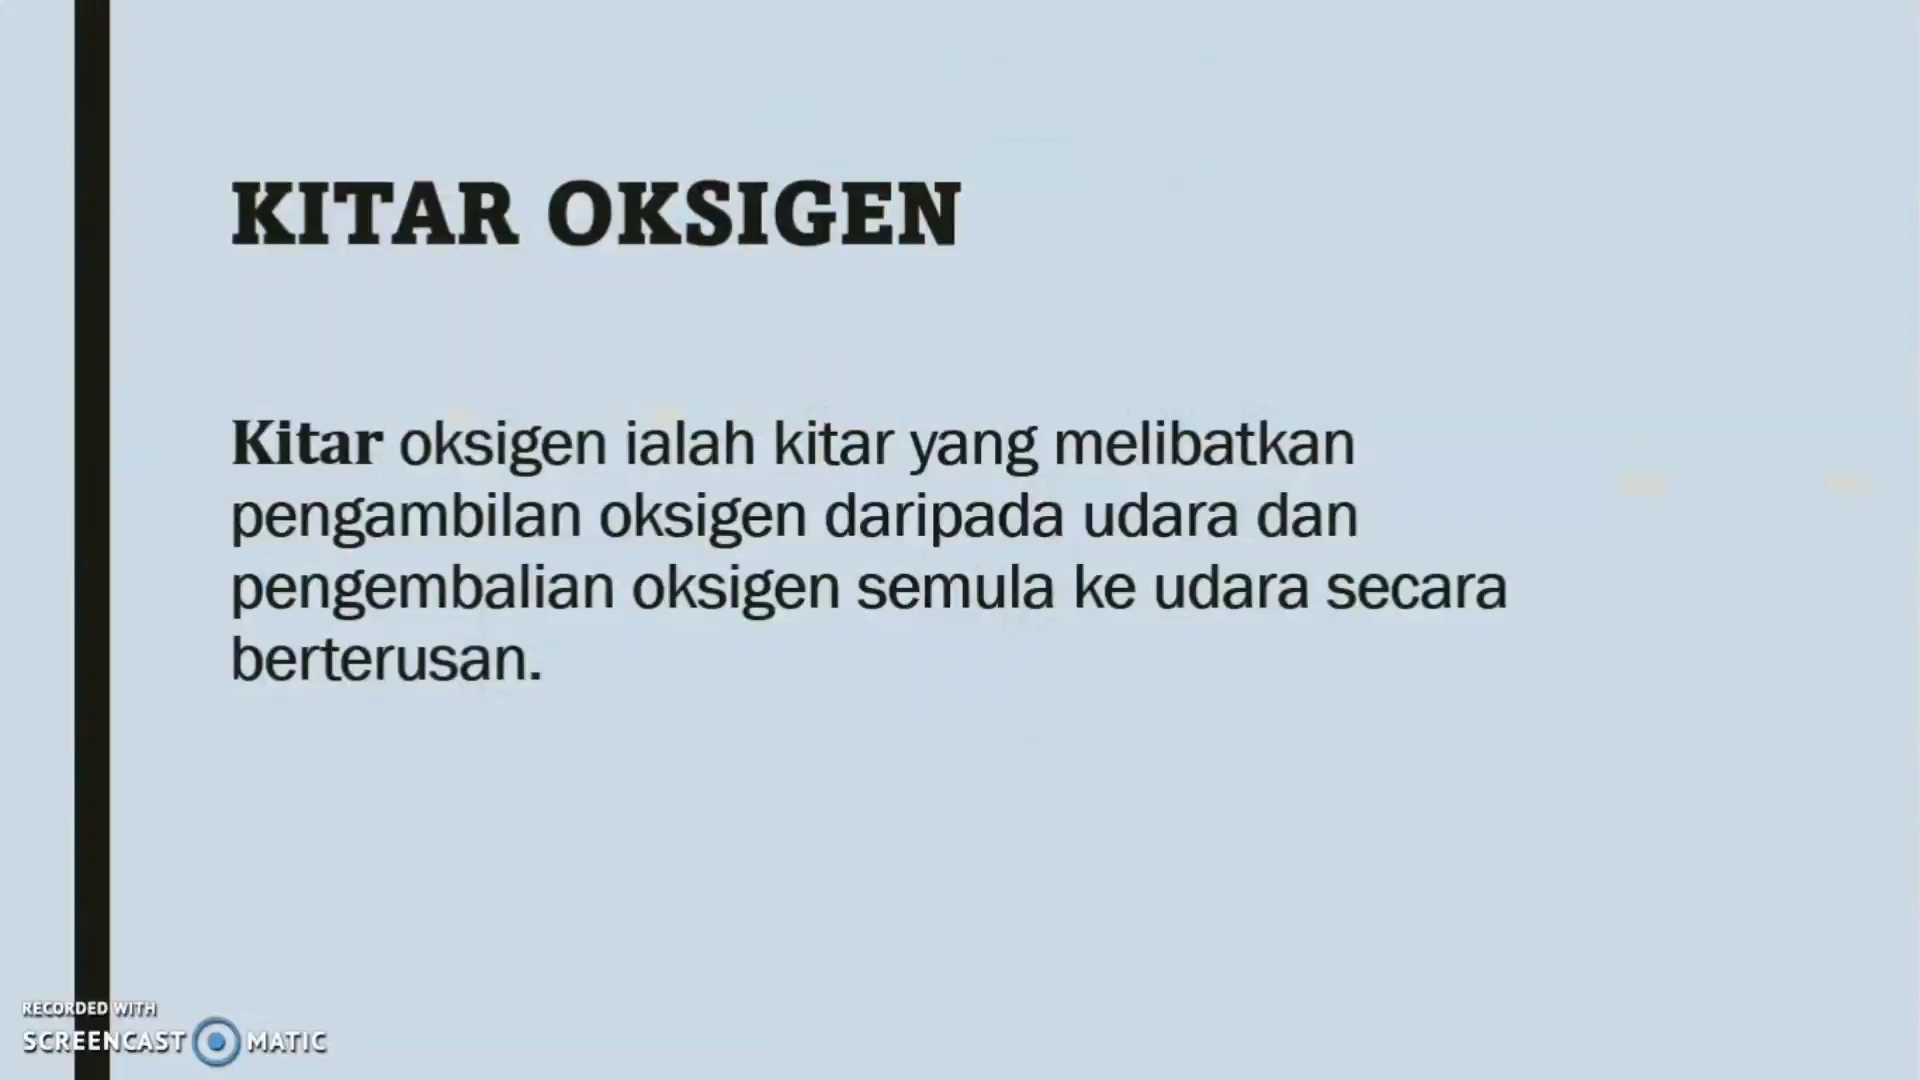 KITAR OKSIGEN
Kitar oksigen ialah kitar yang melibatkan
pengambilan oksigen daripada udara dan
pengembalian oksigen semula ke udara secara
berterusan.
RECORDED WITH
SCREENCAST MATIC